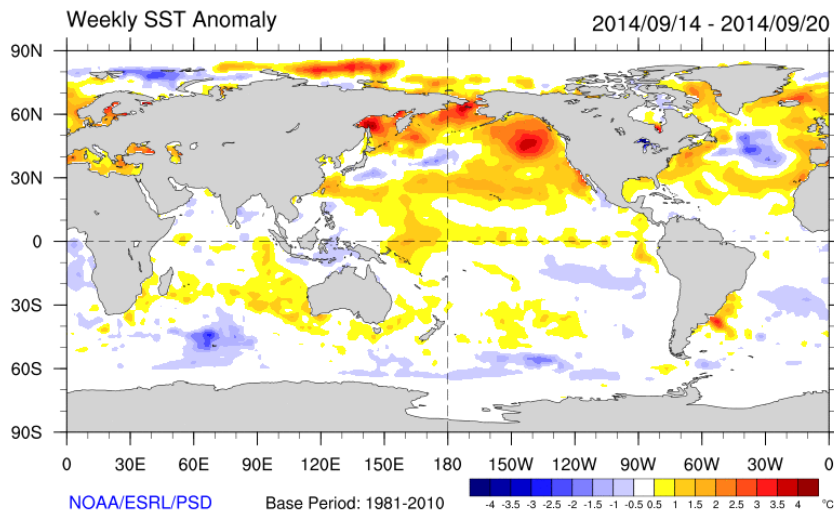 Weekly SST Anomaly 2014/09/14 - 2014/09/20
90N
60N
30N
0
30S
60S
90S
0 30E 60E 90E 120E 150E 180 150W 120W 90W 60W 30W 0
NOAA/ESRL/PSD Base Period: 1981-2010
-4 -3.5 -3 -2.5 -2 -1.5 -1 -0.5 0.5 1 1.5 2 2.5 3 3.5 4 °C